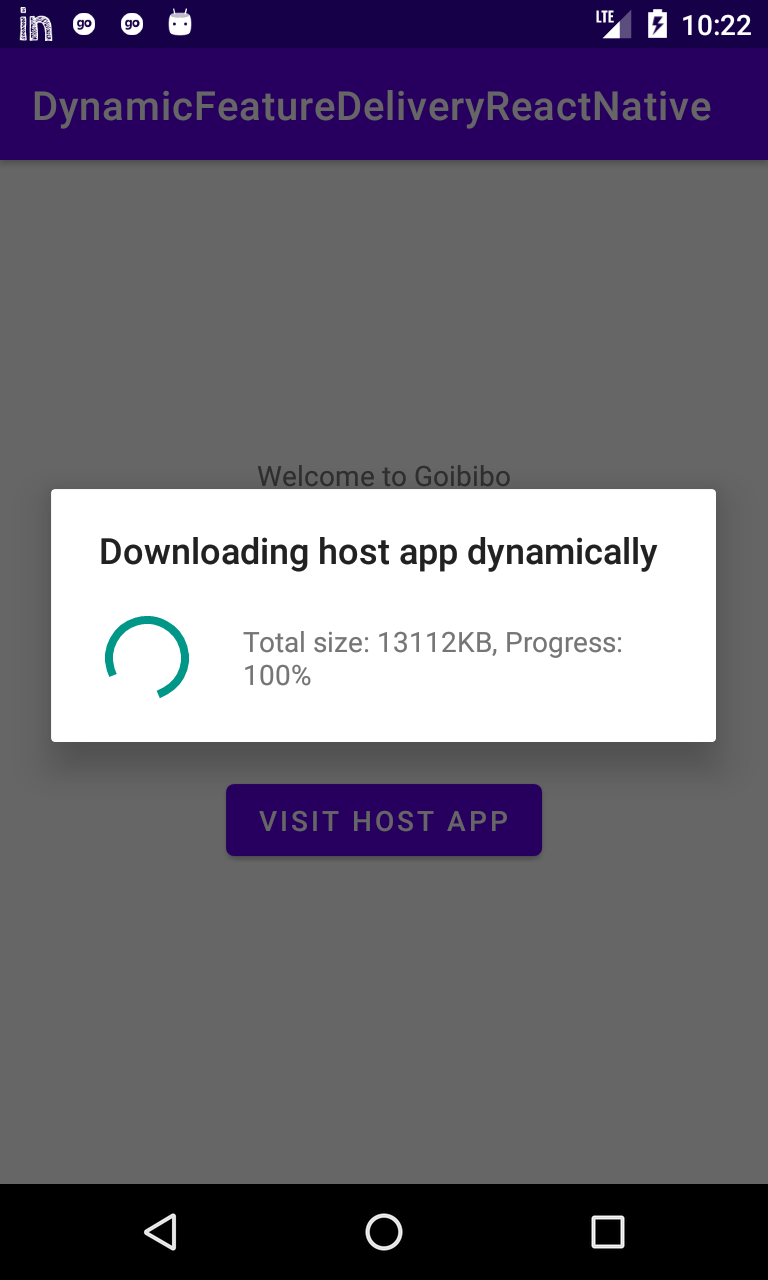 in go go LTE 10:22
DynamicFeatureDeliveryReactNative
Welcome to Goibibo
Downloading host app dynamically
Total size: 13112KB, Progress:
100%
VISIT HOST APP